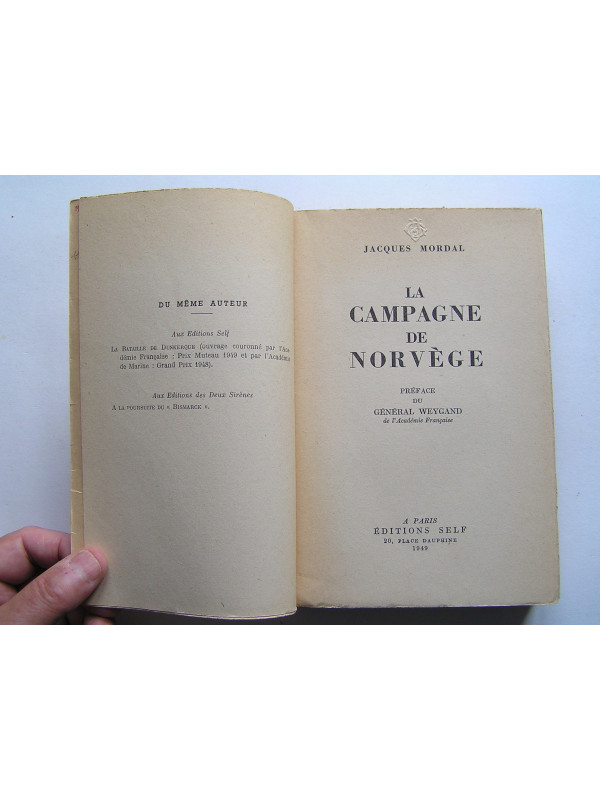 DU MÊME AUTEUR
Aux Editions Self
LA BATAILLE DE DUNKERQUE (ouvrage couronné par l'Aca-
démie Française : Prix Muteau 1949 et par l'Académie
de Marine : Grand Prix 1948).
Aux Editions des Deux Sirènes
A LA POURSUITE DU « BISMARCK ».
JACQUES MORDAL
LA
CAMPAGNE
DE
NORVÈGE
PRÉFACE
DU
GÉNÉRAL WEYGAND
de l'Académie Française
A PARIS
ÉDITIONS SELF
20, PLACE DAUPHINE
1949